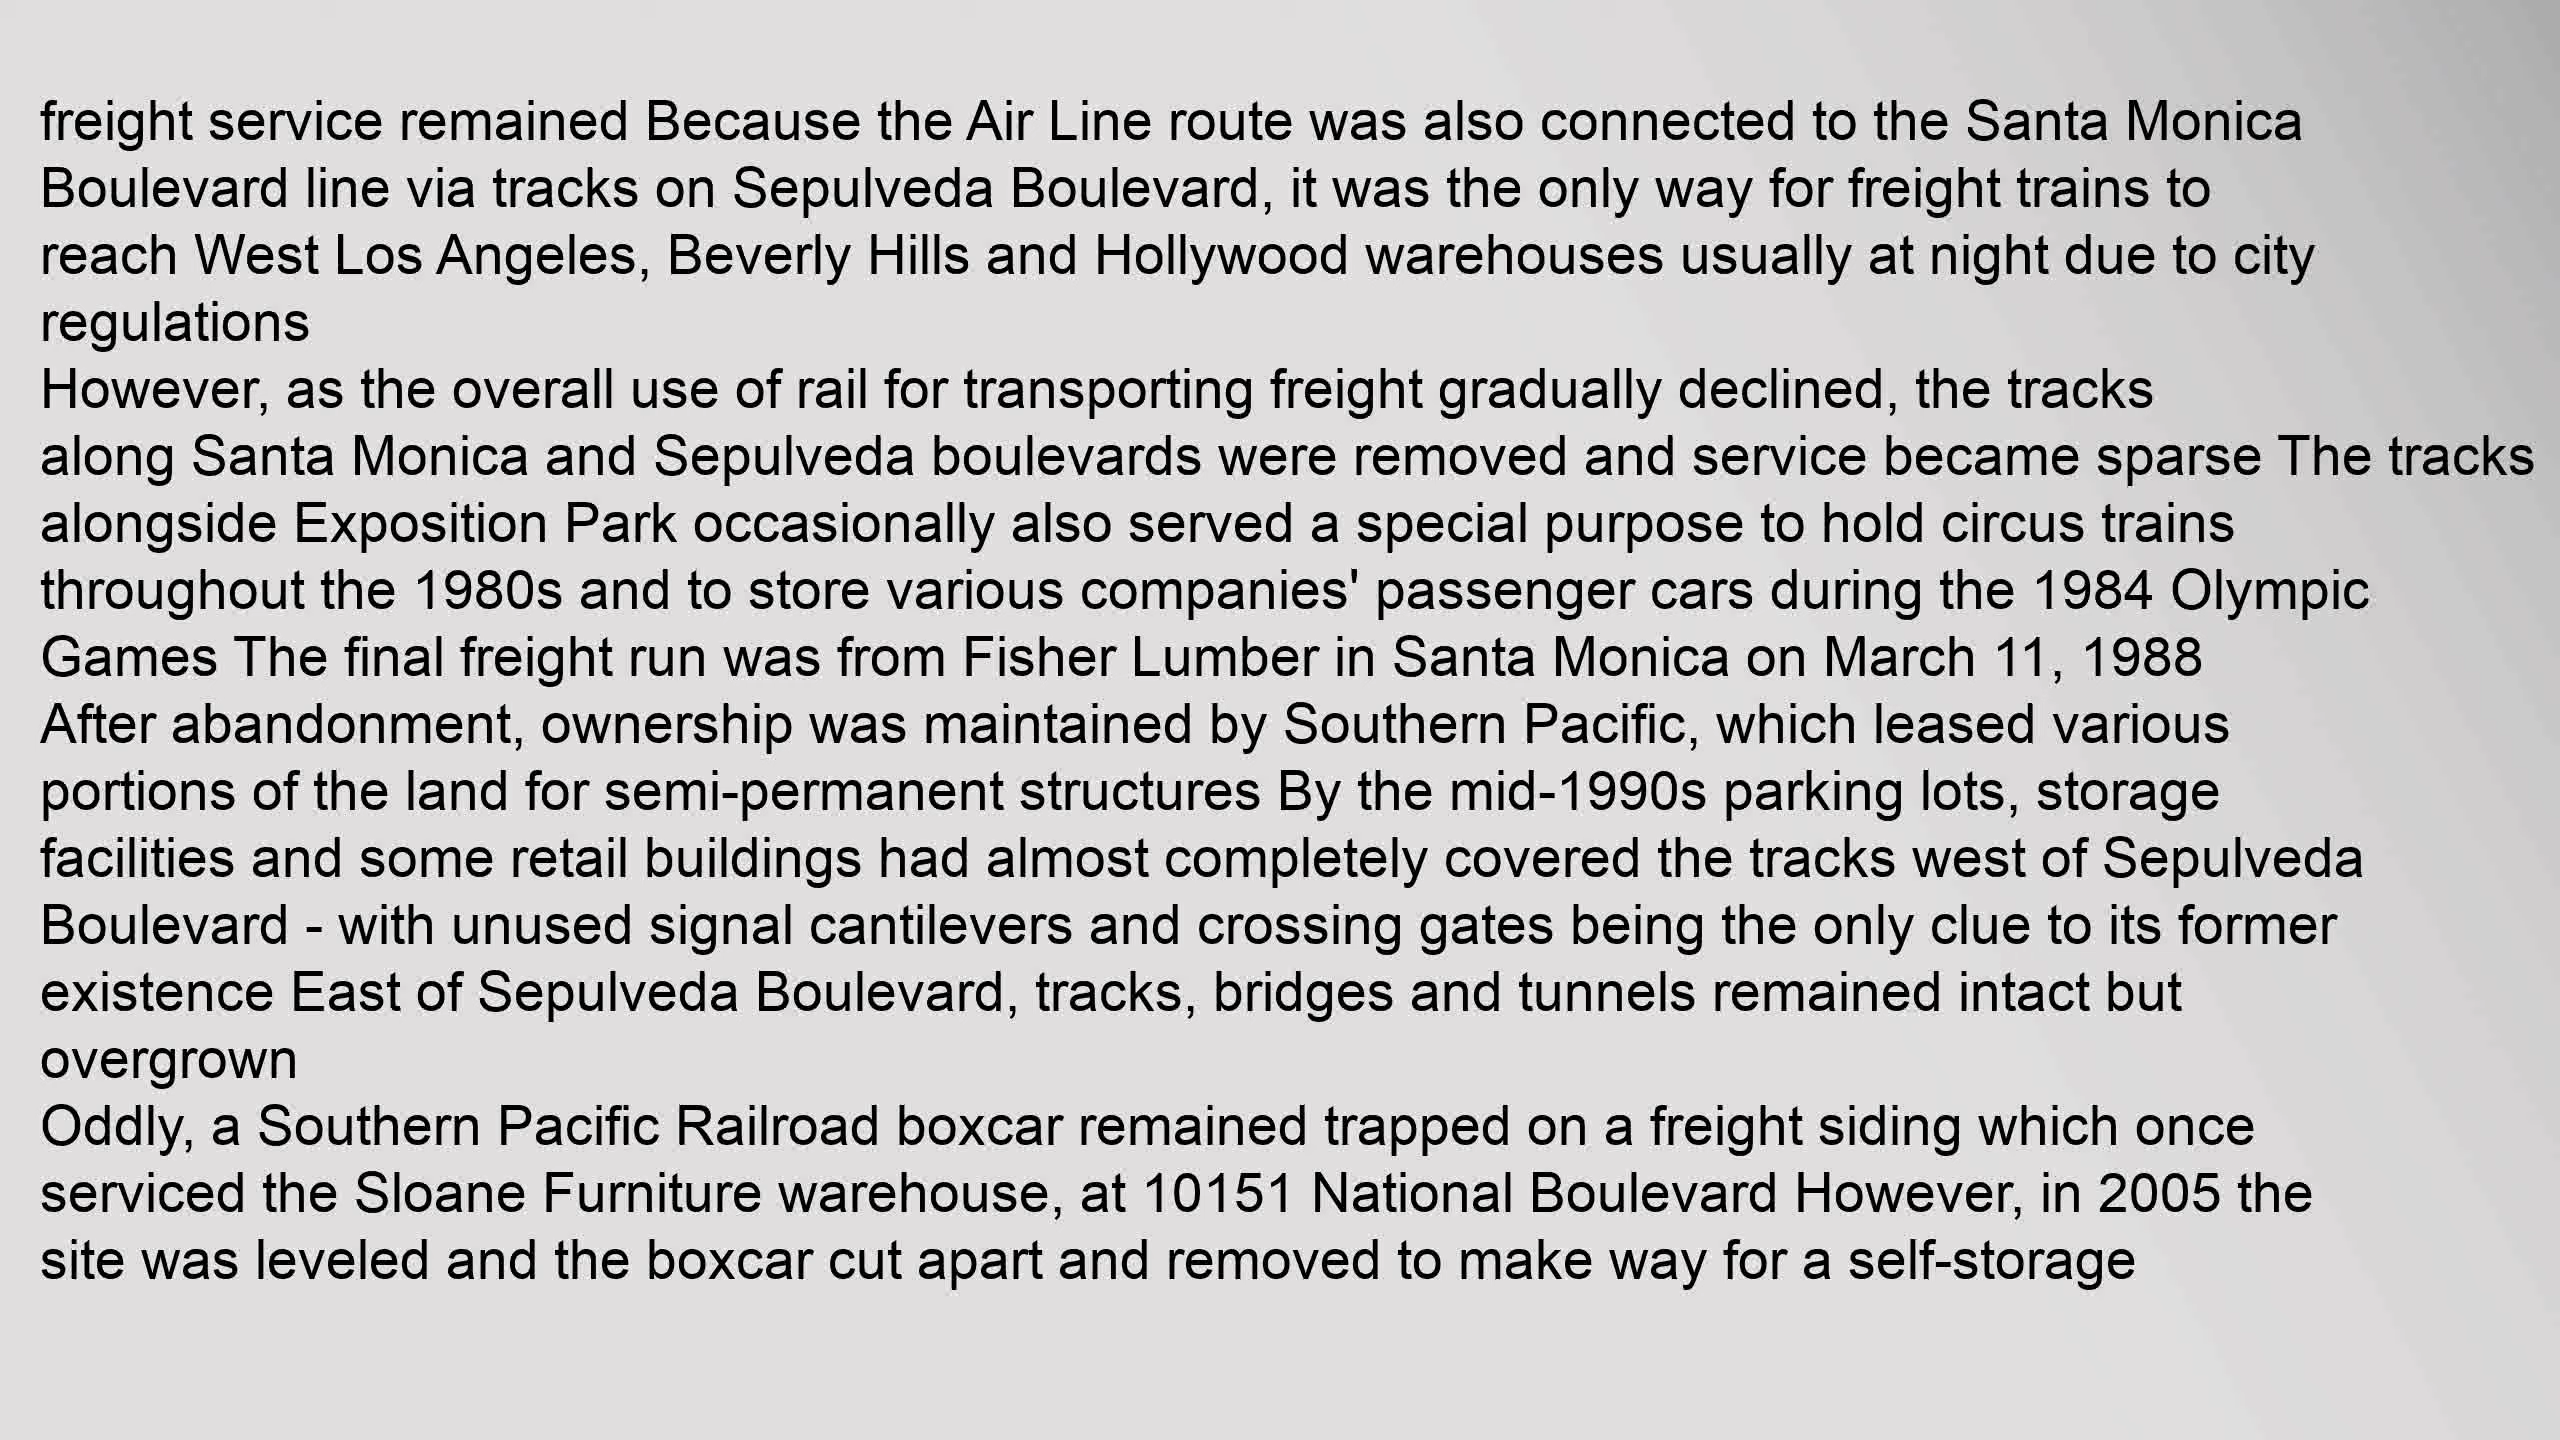 freight service remained Because the Air Line route was also connected to the Santa Monica
Boulevard line via tracks on Sepulveda Boulevard, it was the only way for freight trains to
reach West Los Angeles, Beverly Hills and Hollywood warehouses usually at night due to city
regulations
However, as the overall use of rail for transporting freight gradually declined, the tracks
along Santa Monica and Sepulveda boulevards were removed and service became sparse The tracks
alongside Exposition Park occasionally also served a special purpose to hold circus trains
throughout the 1980s and to store various companies' passenger cars during the 1984 Olympic
Games The final freight run was from Fisher Lumber in Santa Monica on March 11, 1988
After abandonment, ownership was maintained by Southern Pacific, which leased various
portions of the land for semi-permanent structures By the mid-1990s parking lots, storage
facilities and some retail buildings had almost completely covered the tracks west of Sepulveda
Boulevard - with unused signal cantilevers and crossing gates being the only clue to its former
existence East of Sepulveda Boulevard, tracks, bridges and tunnels remained intact but
overgrown
Oddly, a Southern Pacific Railroad boxcar remained trapped on a freight siding which once
serviced the Sloane Furniture warehouse, at 10151 National Boulevard However, in 2005 the
site was leveled and the boxcar cut apart and removed to make way for a self-storage